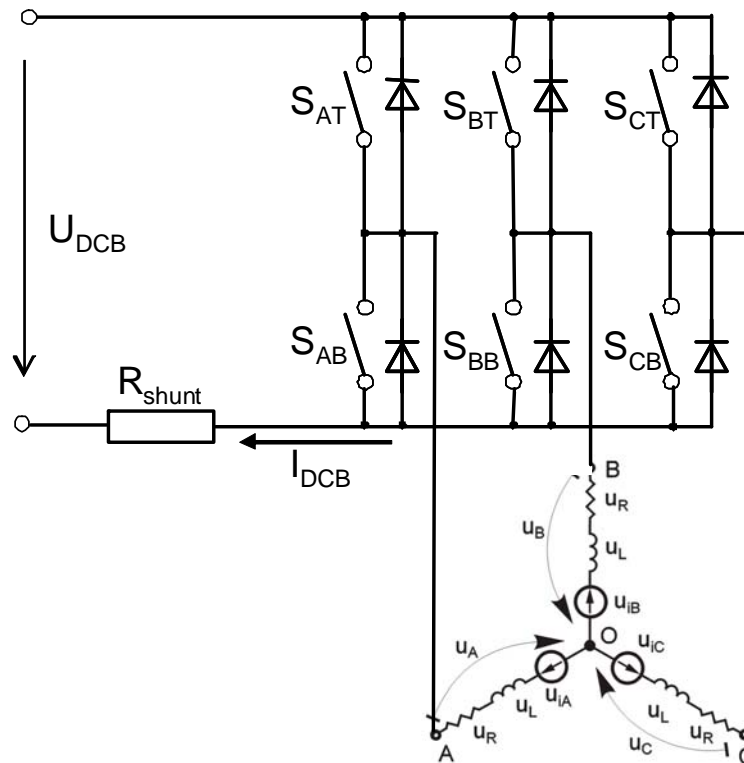 S_AT
S_BT
S_CT
U_DCB
S_AB
S_BB
S_CB
R_shunt
I_DCB
B
u_R
u_B
u_L
u_iB
O
u_iC
u_A
u_iA
u_L
u_L
u_R
u_R
A
u_C
C